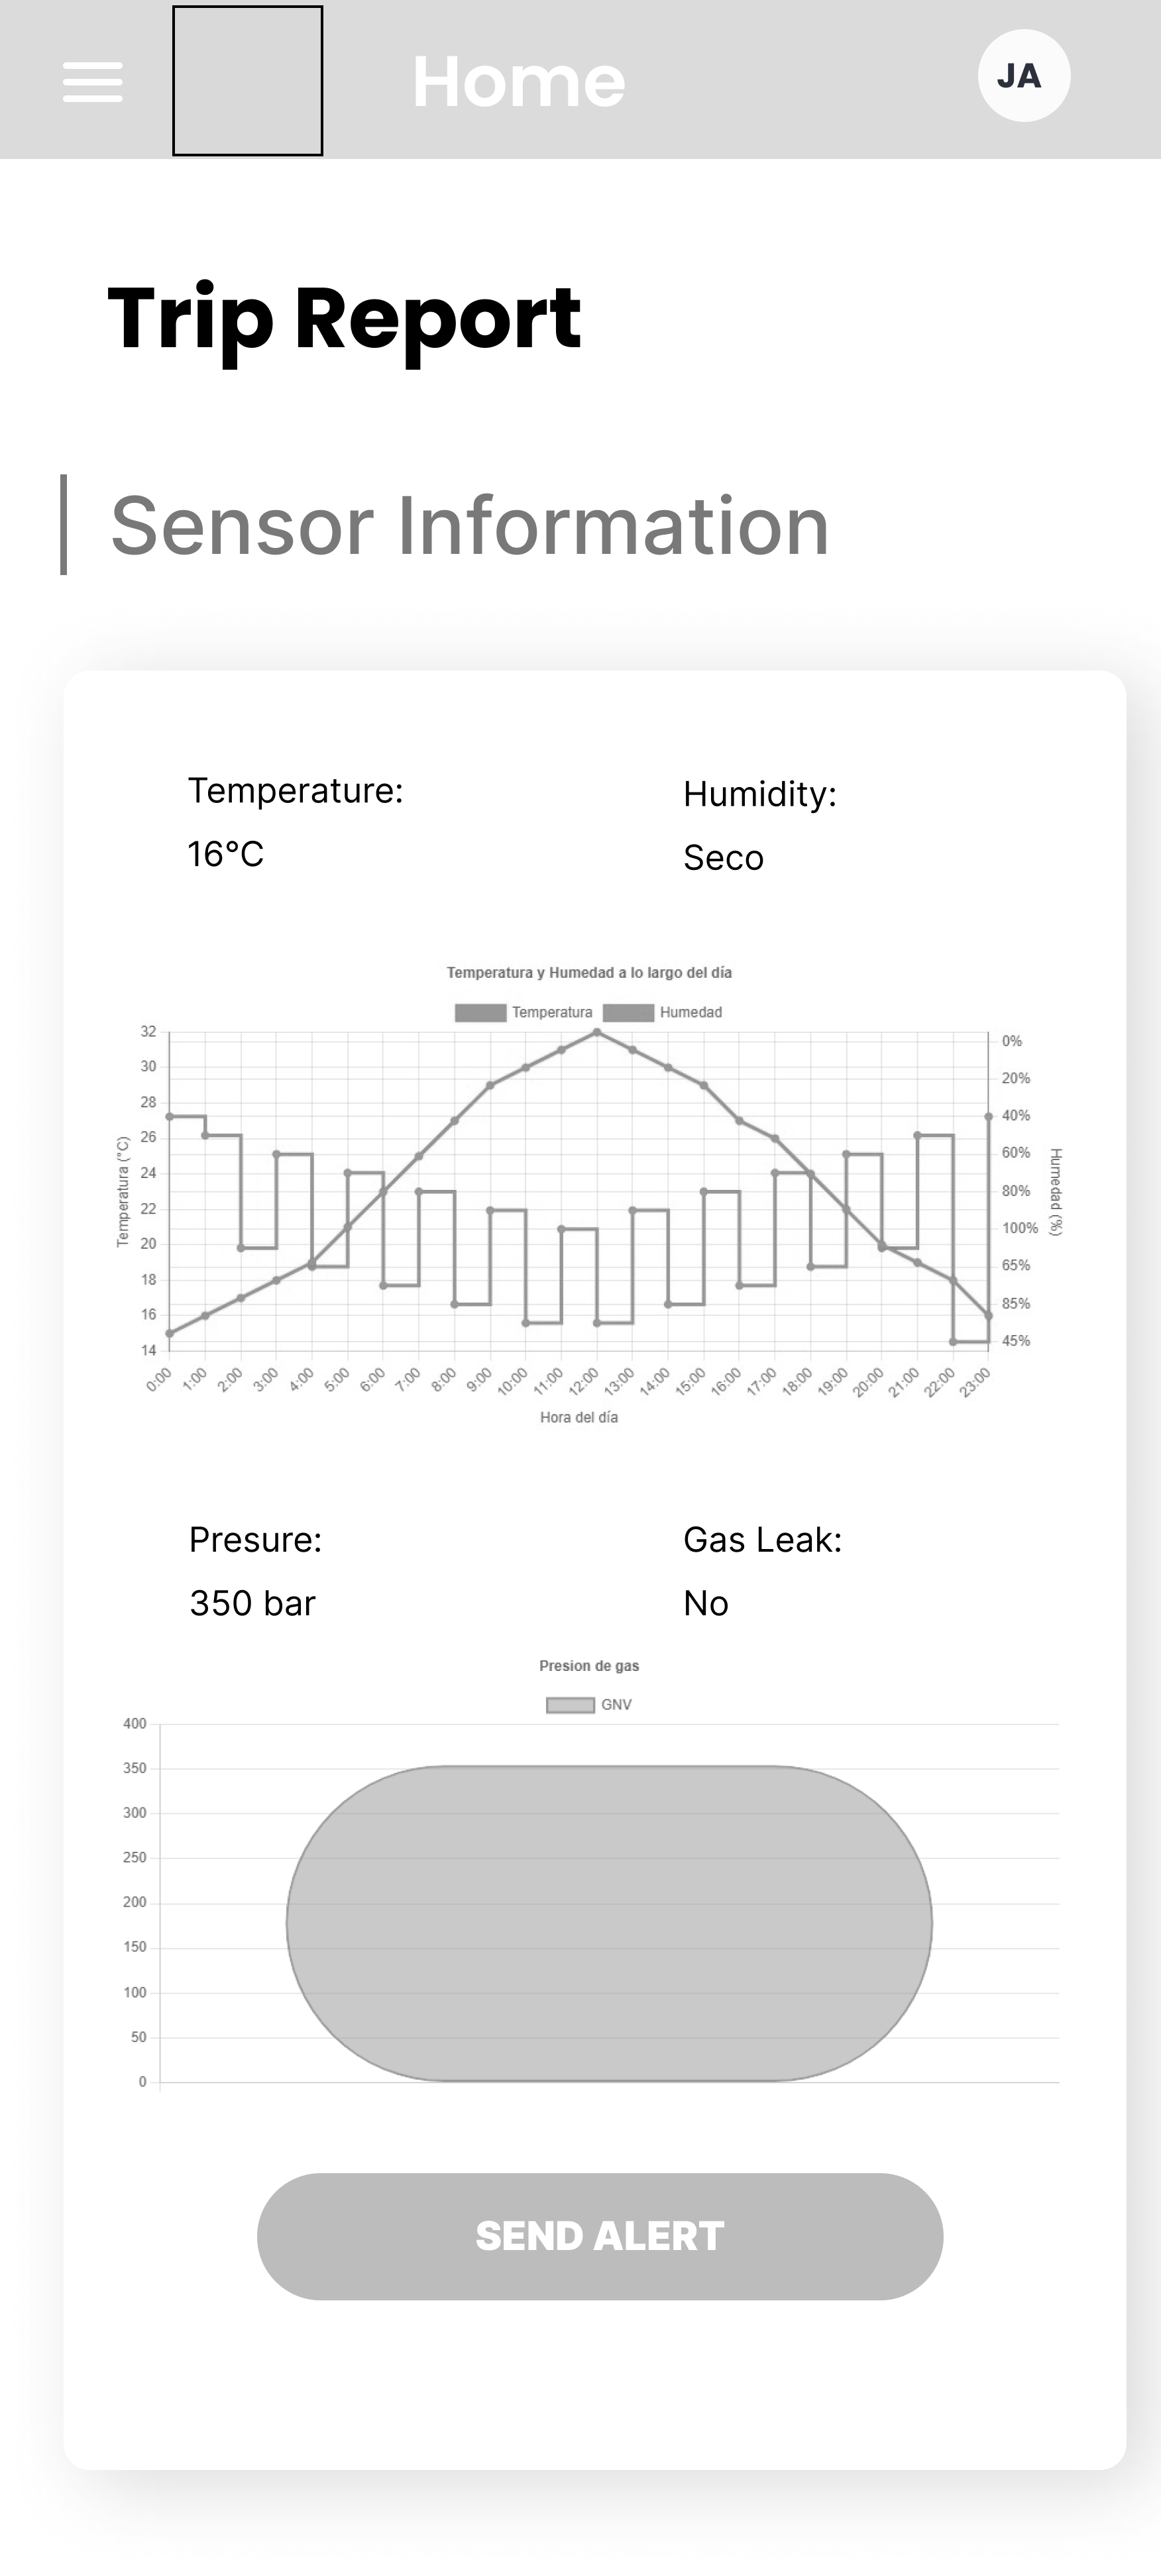 Home
JA
Trip Report
Sensor Information
Temperature:
16°C
Humidity:
Seco
Temperatura y Humedad a lo largo del día
Temperatura Humedad
32
30
28
26
24
22
20
18
16
14
Temperatura (°C)
0%
20%
40%
60%
80%
100%
65%
85%
45%
Humedad (%)
0:00 1:00 2:00 3:00 4:00 5:00 6:00 7:00 8:00 9:00 10:00 11:00 12:00 13:00 14:00 15:00 16:00 17:00 18:00 19:00 20:00 21:00 22:00 23:00
Hora del día
Presure:
350 bar
Gas Leak:
No
Presion de gas
GNV
400
350
300
250
200
150
100
50
0
SEND ALERT